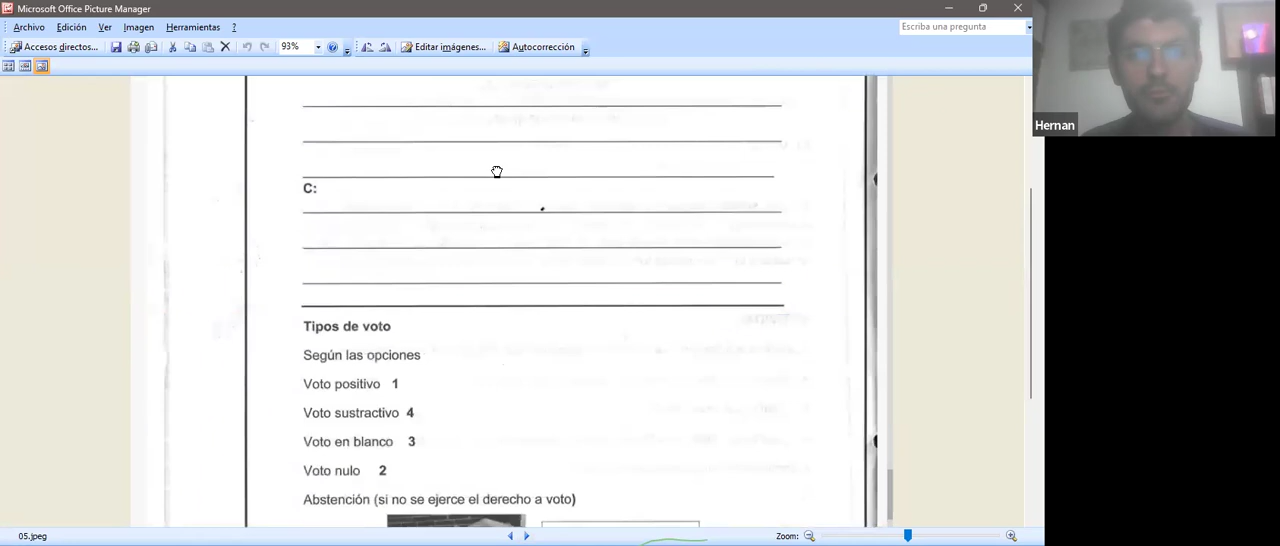 Microsoft Office Picture Manager
Archivo Edición Ver Imagen Herramientas ?
Escriba una pregunta
Accesos directos... 93% Editar imágenes... Autocorrección
Hernan
C:
Tipos de voto
Según las opciones
Voto positivo 1
Voto sustractivo 4
Voto en blanco 3
Voto nulo 2
Abstención (si no se ejerce el derecho a voto)
05.jpeg
Zoom: